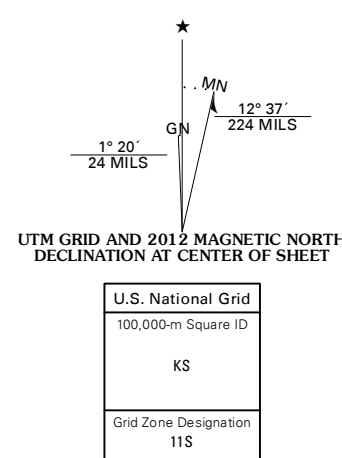 ★
MN
12° 37´
224 MILS
GN
1° 20´
24 MILS
UTM GRID AND 2012 MAGNETIC NORTH
DECLINATION AT CENTER OF SHEET
U.S. National Grid
100,000-m Square ID
KS
Grid Zone Designation
11S